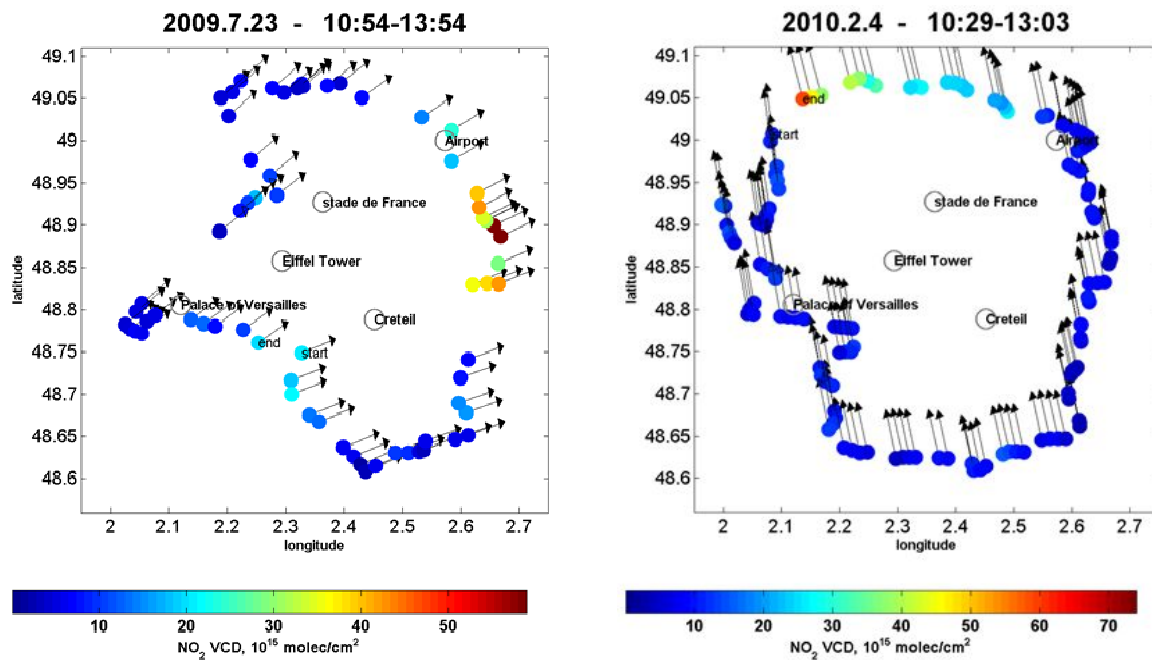 2009.7.23 - 10:54-13:54
49.1
49.05
49
48.95
48.9
48.85
48.8
48.75
48.7
48.65
48.6
latitude
Airport
stade de France
Eiffel Tower
Palace of Versailles
Creteil
end
start
2 2.1 2.2 2.3 2.4 2.5 2.6 2.7
longitude
10 20 30 40 50
NO2 VCD, 10^15 molec/cm^2
2010.2.4 - 10:29-13:03
49.1
49.05
49
48.95
48.9
48.85
48.8
48.75
48.7
48.65
48.6
latitude
end
start
Airport
stade de France
Eiffel Tower
Palace of Versailles
Creteil
2 2.1 2.2 2.3 2.4 2.5 2.6 2.7
longitude
10 20 30 40 50 60 70
NO2 VCD, 10^15 molec/cm^2